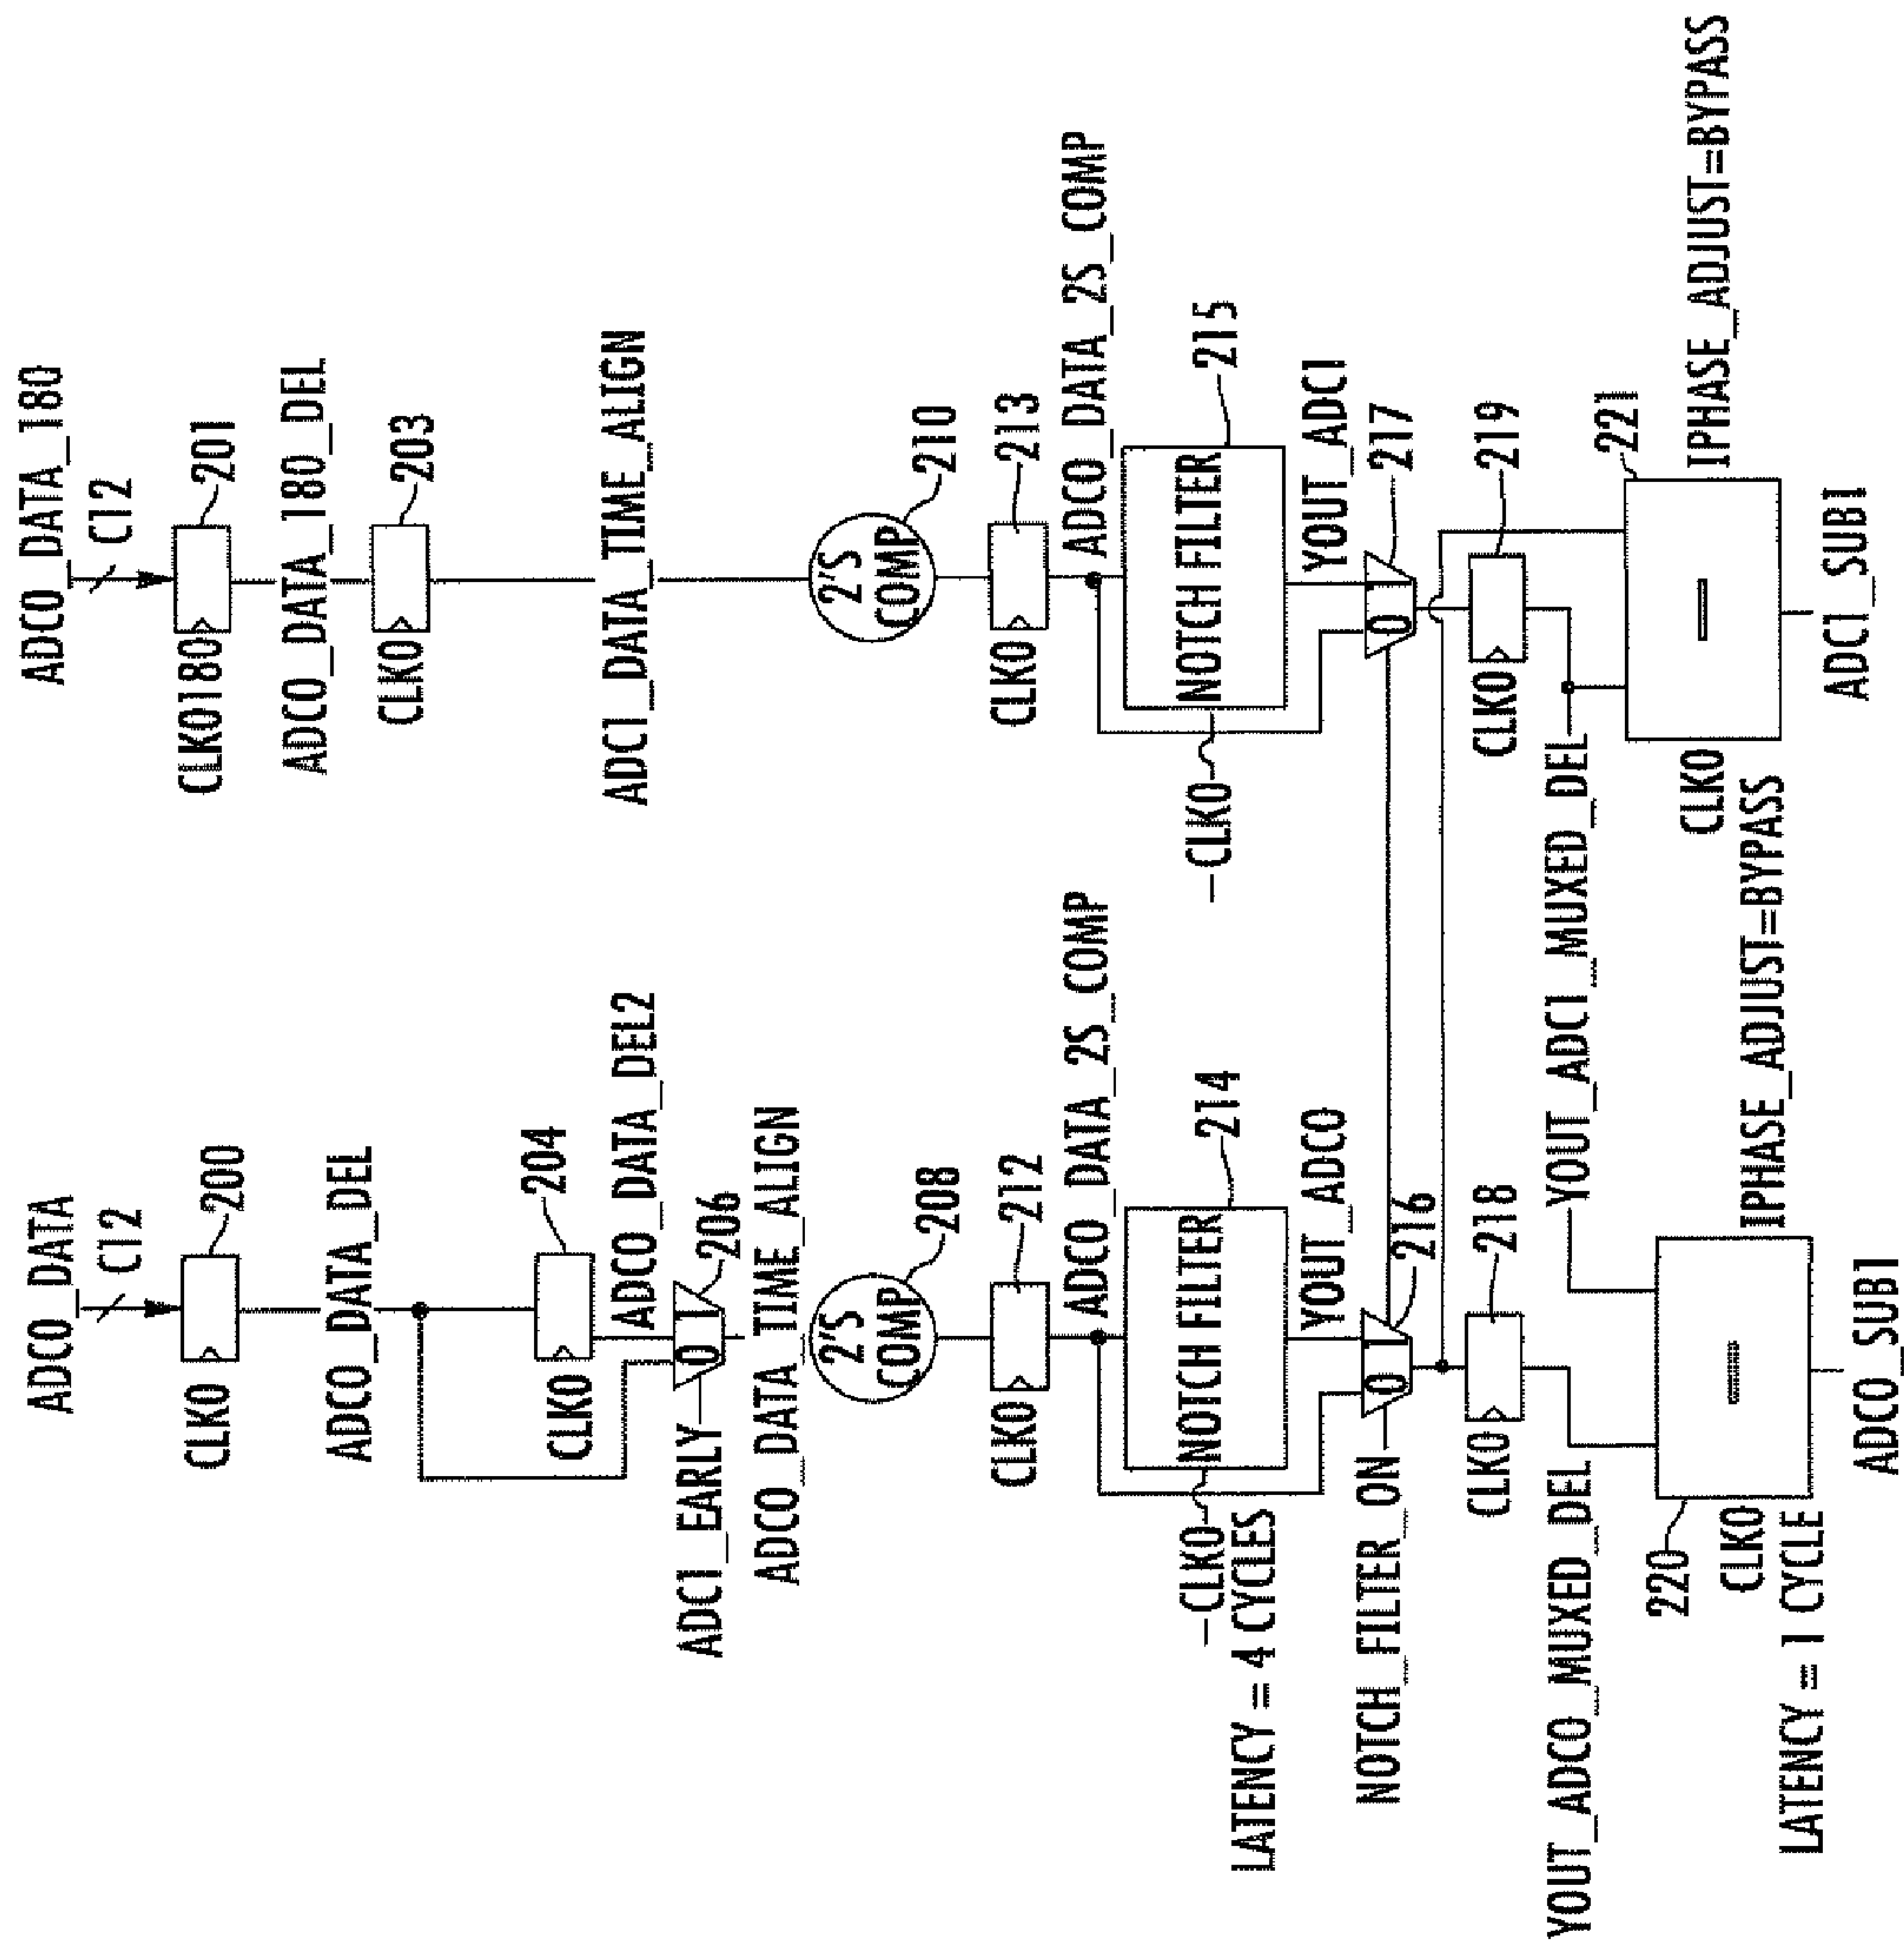 ADC0_DATA
C12
200
CLK0
ADC0_DATA_DEL
204
CLK0
ADC0_DATA_DEL2
0 1
206
ADC1_EARLY
ADC0_DATA_TIME_ALIGN
2'S
COMP
208
212
CLK0
ADC0_DATA_2S_COMP
NOTCH FILTER
214
CLK0
LATENCY = 4 CYCLES
YOUT_ADC0
0 1
216
NOTCH_FILTER_ON
218
CLK0
YOUT_ADC0_MUXED_DEL
YOUT_ADC1_MUXED_DEL
220
CLK0
LATENCY = 1 CYCLE
IPHASE_ADJUST=BYPASS
ADC0_SUB1
ADC0_DATA_180
C12
201
CLK0180
ADC0_DATA_180_DEL
203
CLK0
ADC1_DATA_TIME_ALIGN
2'S
COMP
210
213
CLK0
ADC0_DATA_2S_COMP
NOTCH FILTER
215
CLK0
YOUT_ADC1
0 1
217
219
CLK0
221
CLK0
IPHASE_ADJUST=BYPASS
ADC1_SUB1